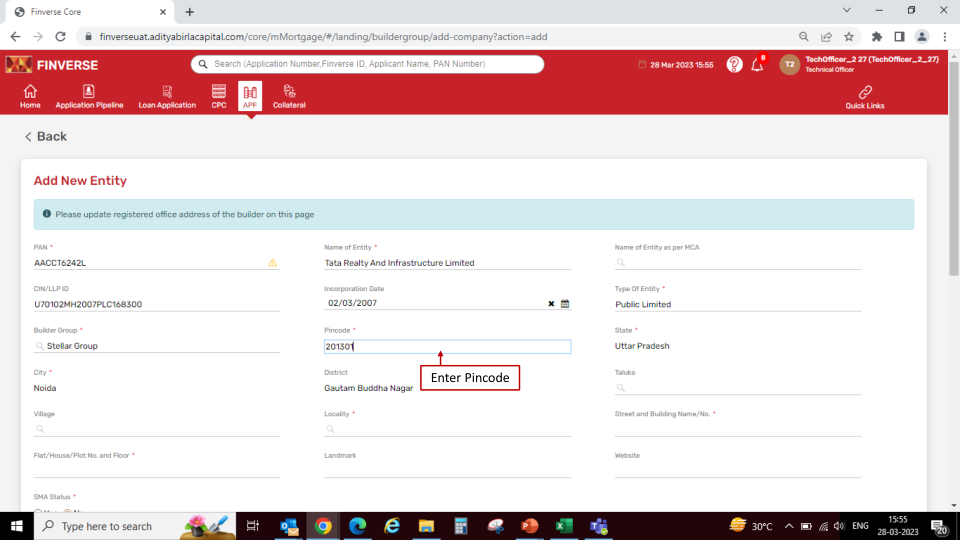 Finverse Core
finverseuat.adityabirlacapital.com/core/mMortgage/#/landing/buildergroup/add-company?action=add
FINVERSE
Search (Application Number,Finverse ID, Applicant Name, PAN Number)
28 Mar 2023 15:55
8
T2
TechOfficer_2 27 (TechOfficer_2_27)
Technical Officer
Home
Application Pipeline
Loan Application
CPC
APF
Collateral
Quick Links
< Back
Add New Entity
Please update registered office address of the builder on this page
PAN *
Name of Entity *
Name of Entity as per MCA
AACCT6242L
Tata Realty And Infrastructure Limited
CIN/LLP ID
Incorporation Date
Type Of Entity *
U70102MH2007PLC168300
02/03/2007
Public Limited
Builder Group *
Pincode *
State *
Stellar Group
201301
Uttar Pradesh
City *
District
Enter Pincode
Taluka
Noida
Gautam Buddha Nagar
Village
Locality *
Street and Building Name/No. *
Flat/House/Plot No. and Floor *
Landmark
Website
SMA Status *
Type here to search
30°C
ENG
15:55
28-03-2023
20